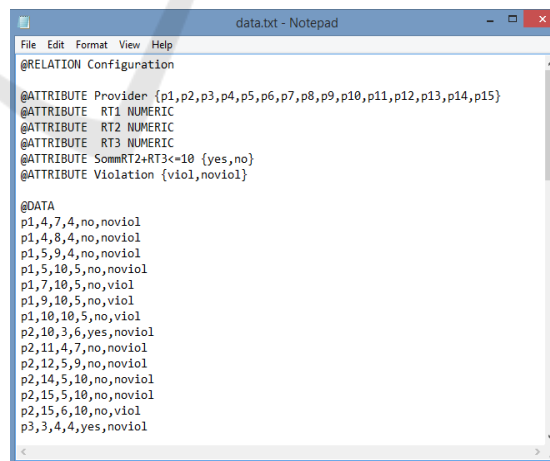 data.txt - Notepad
File Edit Format View Help
@RELATION Configuration
@ATTRIBUTE Provider {p1,p2,p3,p4,p5,p6,p7,p8,p9,p10,p11,p12,p13,p14,p15}
@ATTRIBUTE RT1 NUMERIC
@ATTRIBUTE RT2 NUMERIC
@ATTRIBUTE RT3 NUMERIC
@ATTRIBUTE SommRT2+RT3<=10 {yes,no}
@ATTRIBUTE Violation {viol,noviol}
@DATA
p1,4,7,4,no,noviol
p1,4,8,4,no,noviol
p1,5,9,4,no,noviol
p1,5,10,5,no,noviol
p1,7,10,5,no,viol
p1,9,10,5,no,viol
p1,10,10,5,no,viol
p2,10,3,6,yes,noviol
p2,11,4,7,no,noviol
p2,12,5,9,no,noviol
p2,14,5,10,no,noviol
p2,15,5,10,no,noviol
p2,15,6,10,no,viol
p3,3,4,4,yes,noviol